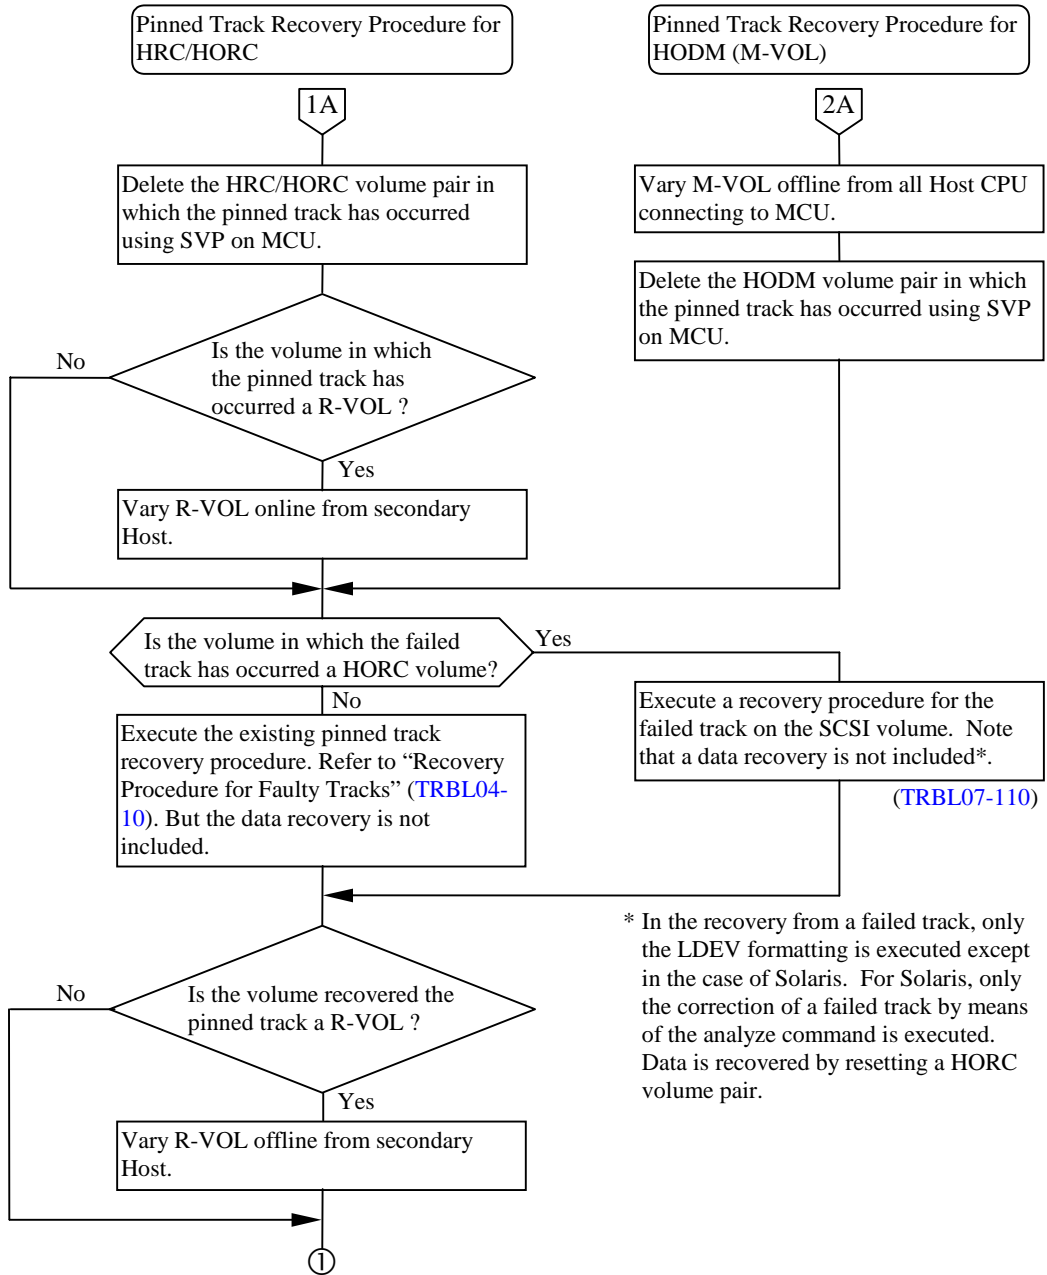 Pinned Track Recovery Procedure for
HRC/HORC
Pinned Track Recovery Procedure for
HODM (M-VOL)
1A
2A
Delete the HRC/HORC volume pair in
which the pinned track has occurred
using SVP on MCU.
Vary M-VOL offline from all Host CPU
connecting to MCU.
Delete the HODM volume pair in which
the pinned track has occurred using SVP
on MCU.
No
Is the volume in which
the pinned track has
occurred a R-VOL ?
Yes
Vary R-VOL online from secondary
Host.
Is the volume in which the failed
track has occurred a HORC volume?
Yes
No
Execute the existing pinned track
recovery procedure. Refer to “Recovery
Procedure for Faulty Tracks” (TRBL04-
10). But the data recovery is not
included.
Execute a recovery procedure for the
failed track on the SCSI volume.  Note
that a data recovery is not included*.
(TRBL07-110)
* In the recovery from a failed track, only
the LDEV formatting is executed except
in the case of Solaris.  For Solaris, only
the correction of a failed track by means
of the analyze command is executed.
Data is recovered by resetting a HORC
volume pair.
No
Is the volume recovered the
pinned track a R-VOL ?
Yes
Vary R-VOL offline from secondary
Host.
①